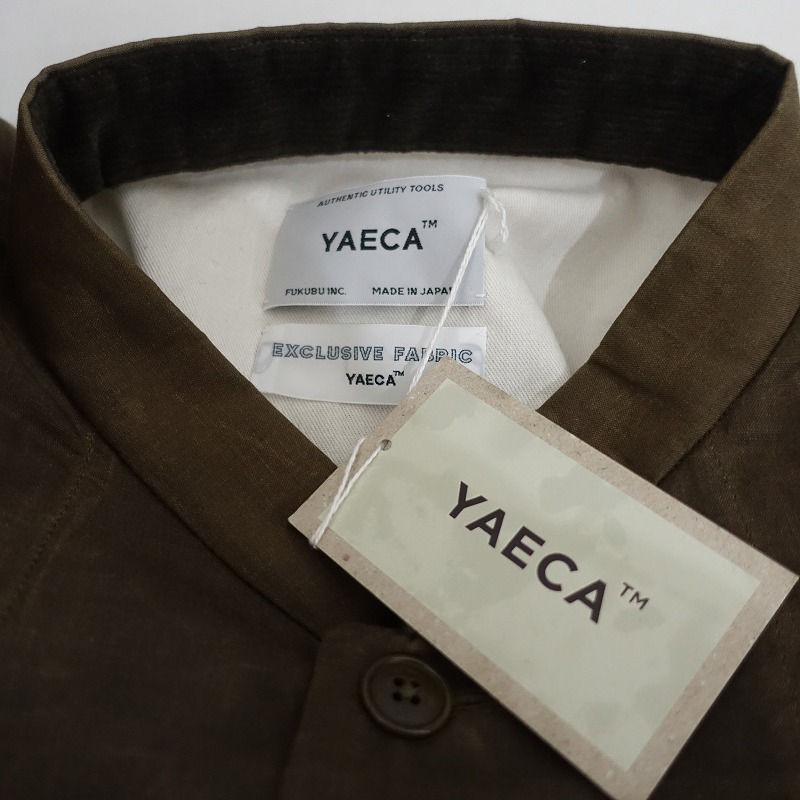 AUTHENTIC UTILITY TOOLS
YAECA™
FUKUBU INC. MADE IN JAPAN
EXCLUSIVE FABRIC
YAECA™
YAECA™